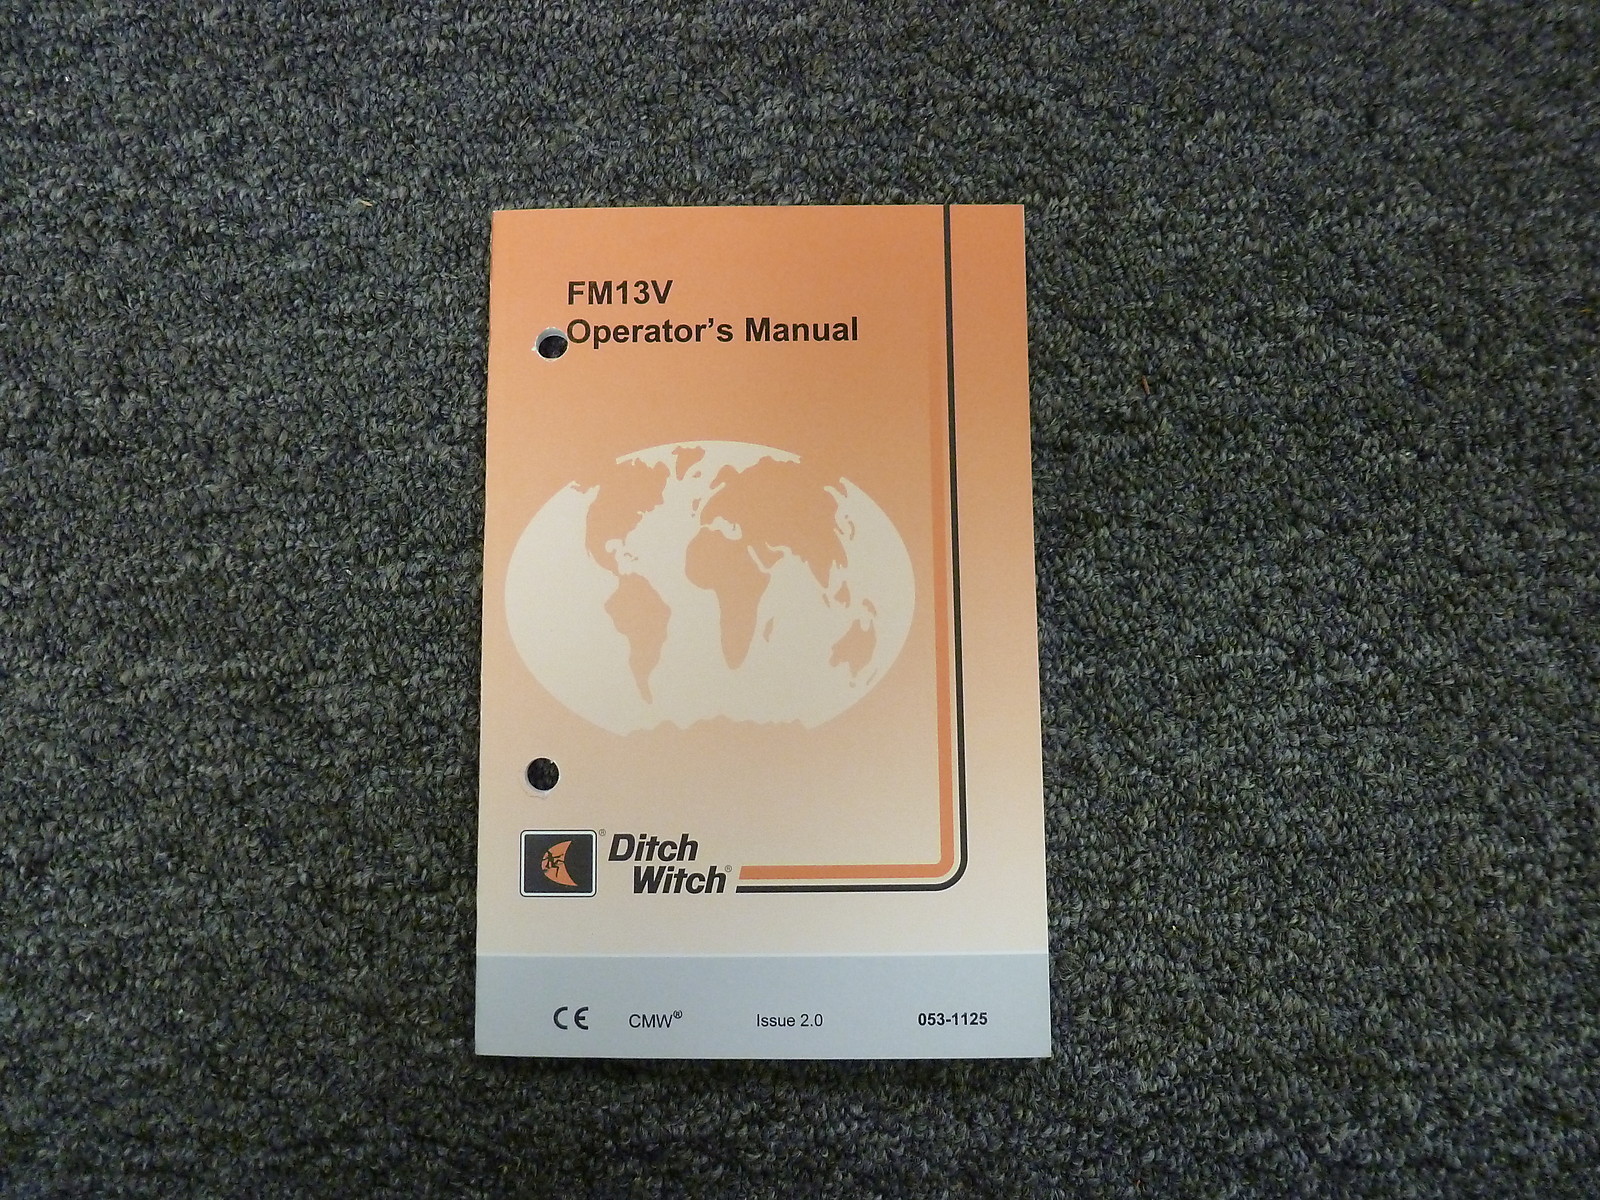 FM13V
Operator's Manual
® Ditch
Witch®
CE CMW® Issue 2.0 053-1125